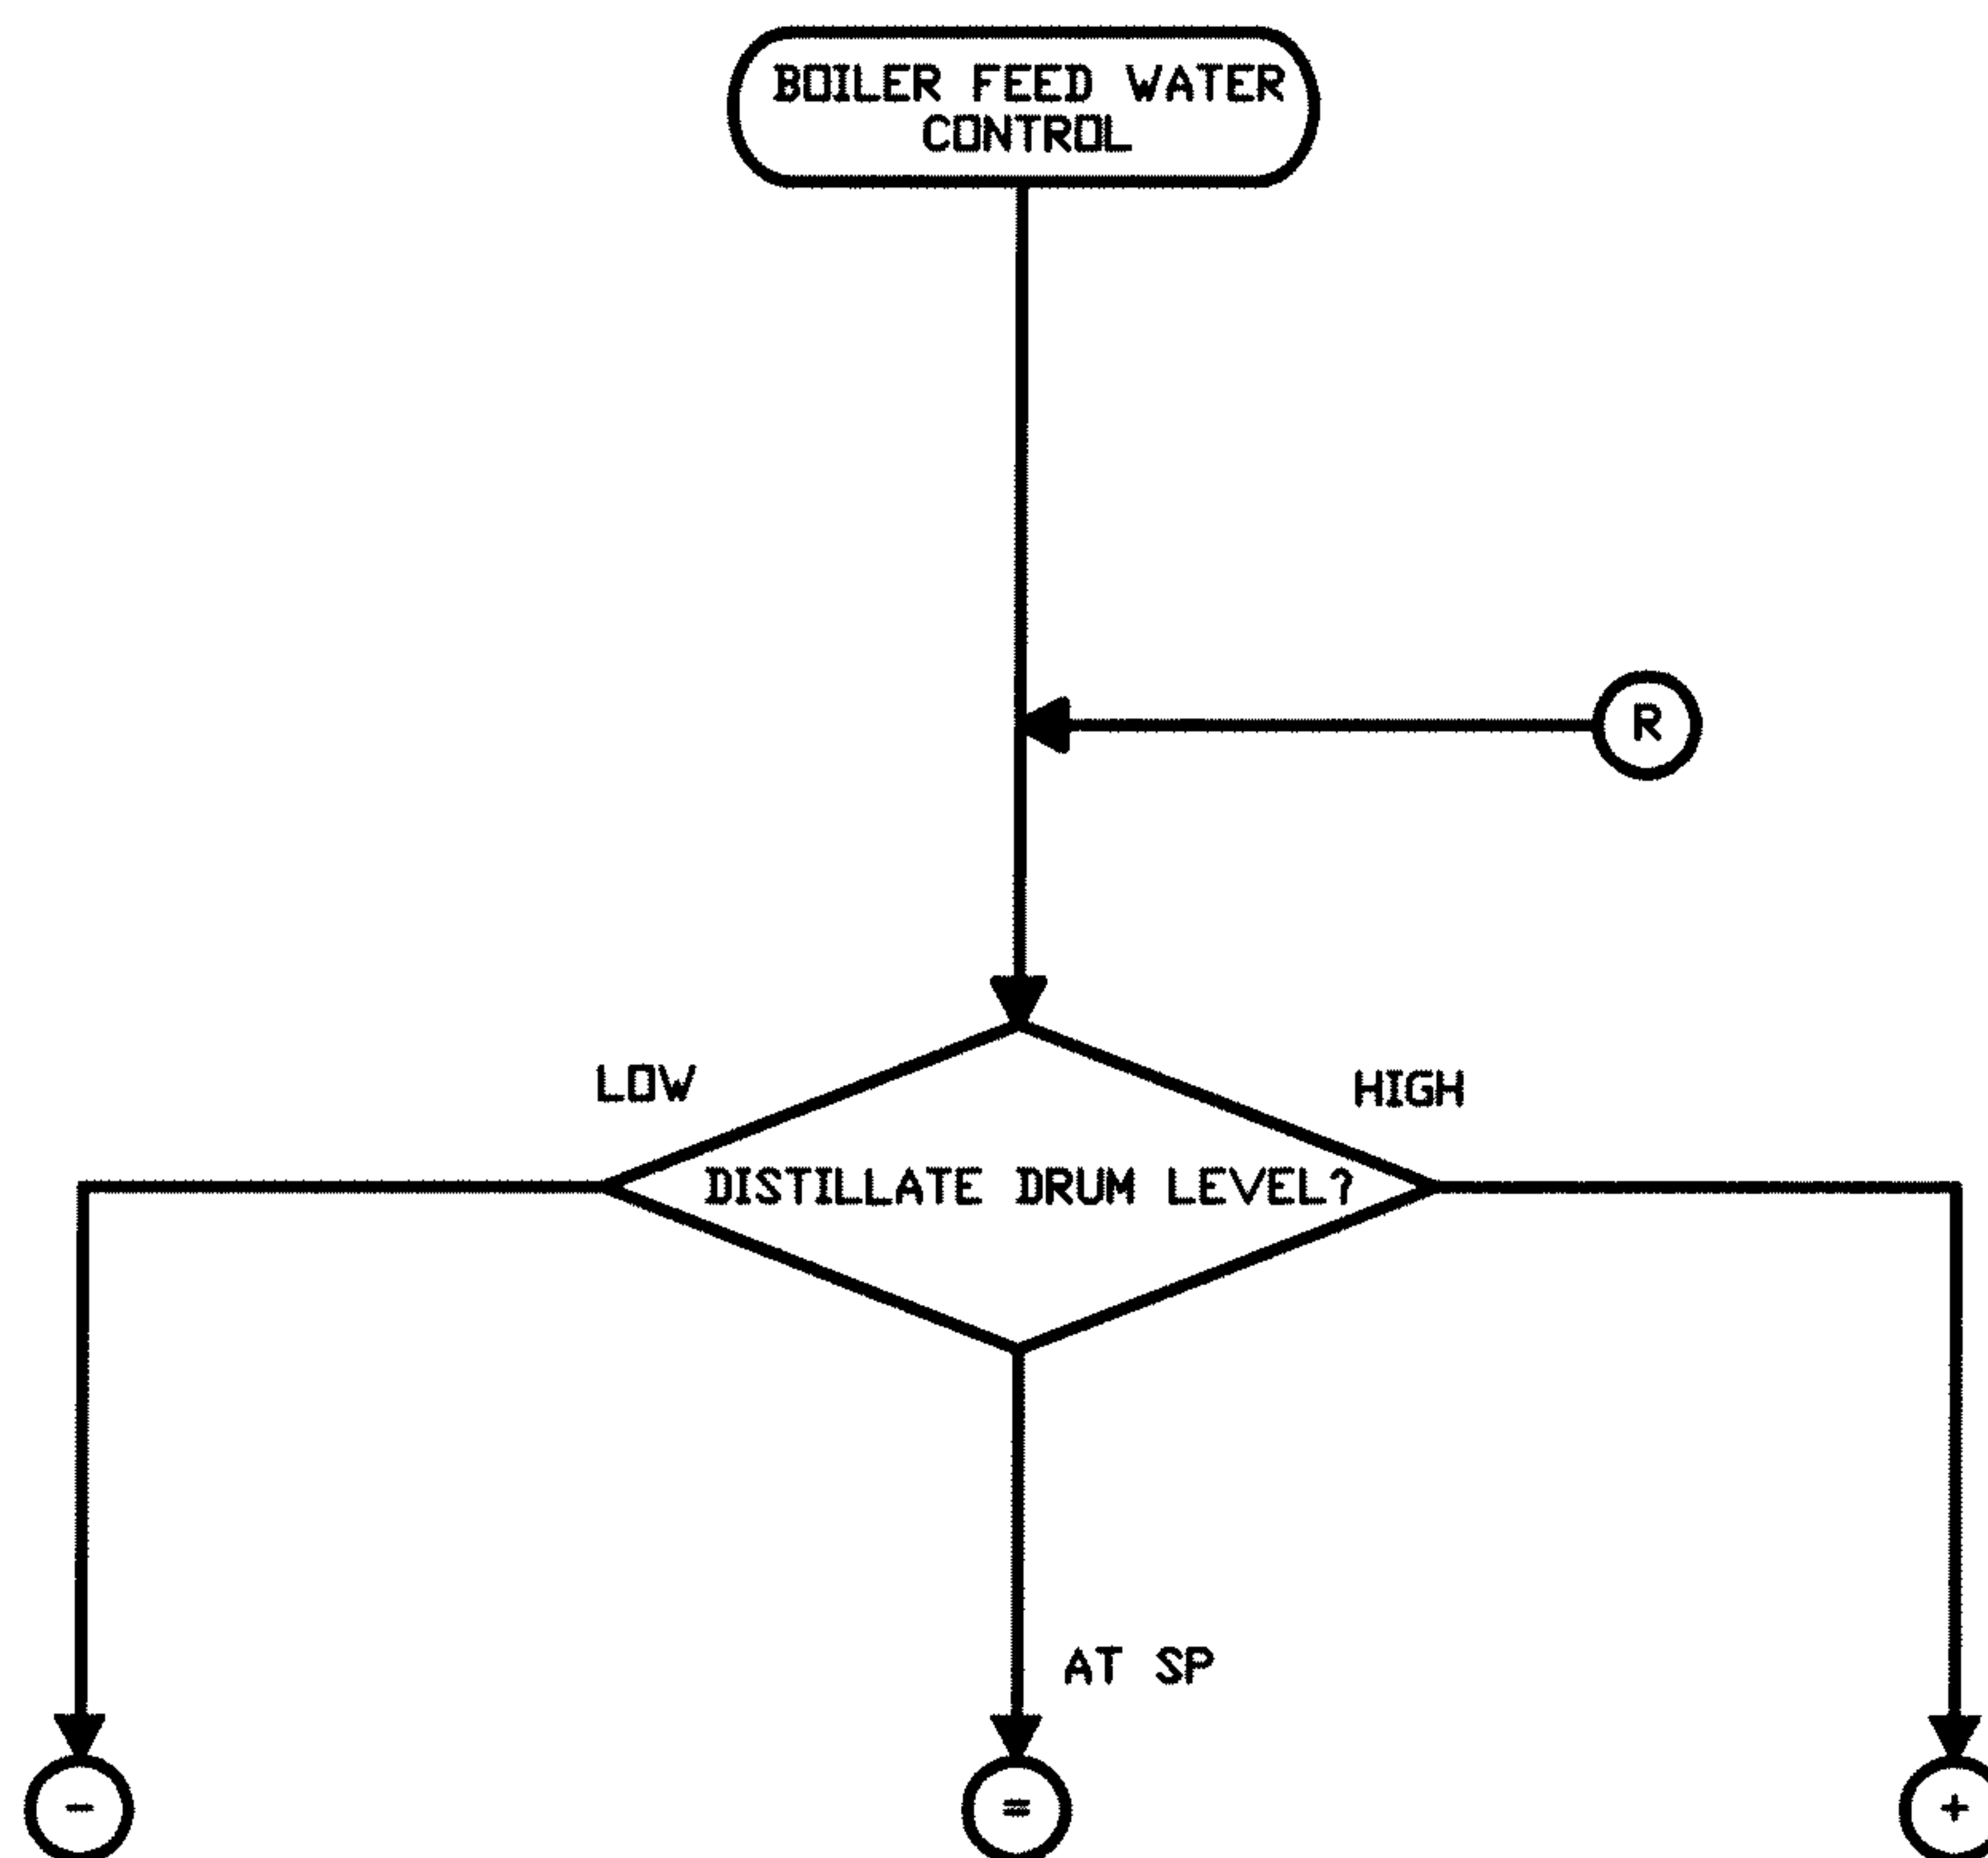 BOILER FEED WATER
CONTROL
R
LOW
HIGH
DISTILLATE DRUM LEVEL?
AT SP
-
=
+